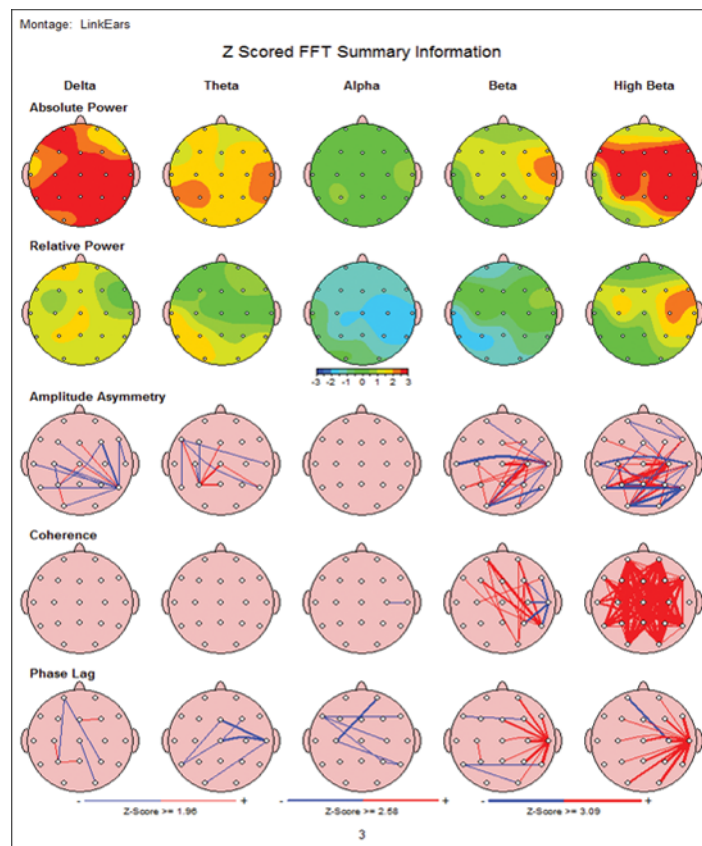 Montage: LinkEars
Z Scored FFT Summary Information
Delta Theta Alpha Beta High Beta
Absolute Power
Relative Power
-3 -2 -1 0 1 2 3
Amplitude Asymmetry
Coherence
Phase Lag
- + - + - +
Z-Score >= 1.96 Z-Score >= 2.58 Z-Score >= 3.09
3